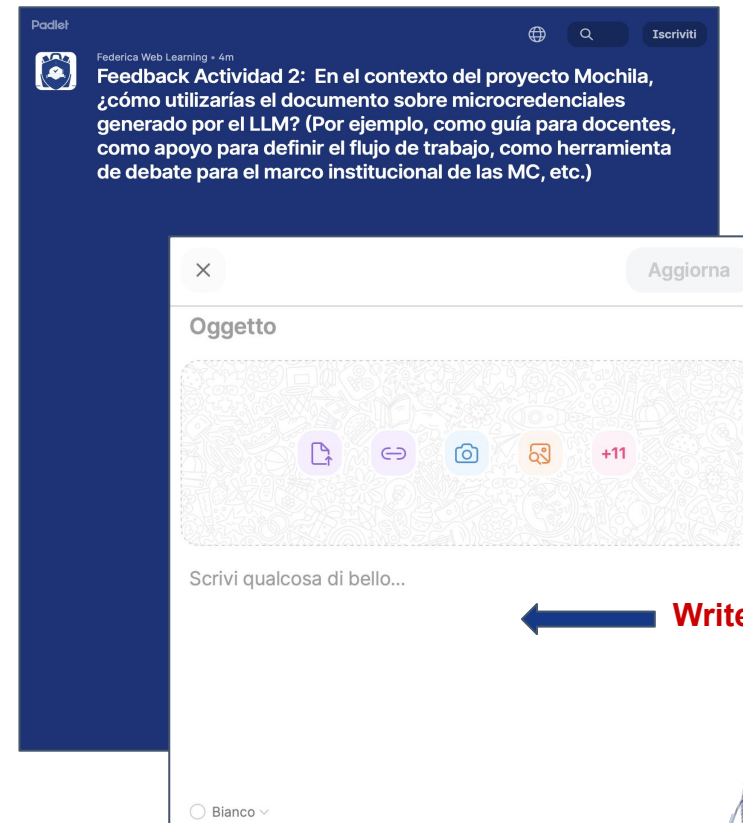 Padlet
Iscriviti
Federica Web Learning • 4m
Feedback Actividad 2: En el contexto del proyecto Mochila,
¿cómo utilizarías el documento sobre microcredenciales
generado por el LLM? (Por ejemplo, como guía para docentes,
como apoyo para definir el flujo de trabajo, como herramienta
de debate para el marco institucional de las MC, etc.)
Aggiorna
Oggetto
+11
Scrivi qualcosa di bello...
Write
Bianco